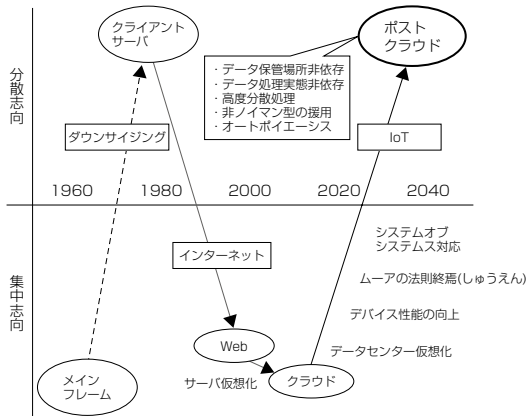 クライアント
サーバ
ポスト
クラウド
・データ保管場所非依存
・データ処理実態非依存
・高度分散処理
・非ノイマン型の援用
・オートポイエーシス
分散志向
ダウンサイジング
IoT
1960
1980
2000
2020
2040
システムオブ
システムス対応
インターネット
ムーアの法則終焉(しゅうえん)
集中志向
デバイス性能の向上
Web
データセンター仮想化
メイン
フレーム
サーバ仮想化
クラウド